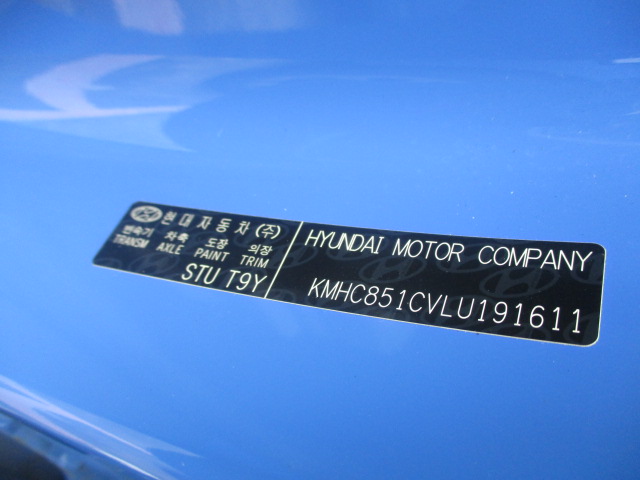 현대자동차(주)
변속기 차축 도장 의장
TRANSM AXLE PAINT TRIM
STU T9Y
HYUNDAI MOTOR COMPANY
KMHC851CVLU191611